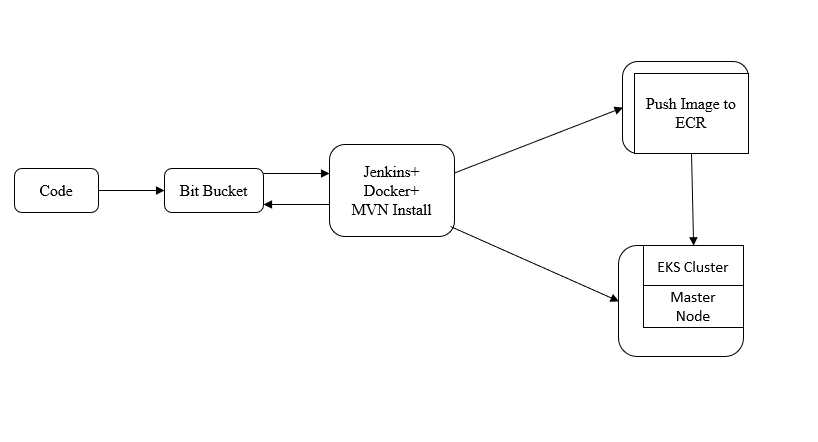 Code
Bit Bucket
Jenkins+
Docker+
MVN Install
Push Image to
ECR
EKS Cluster
Master
Node